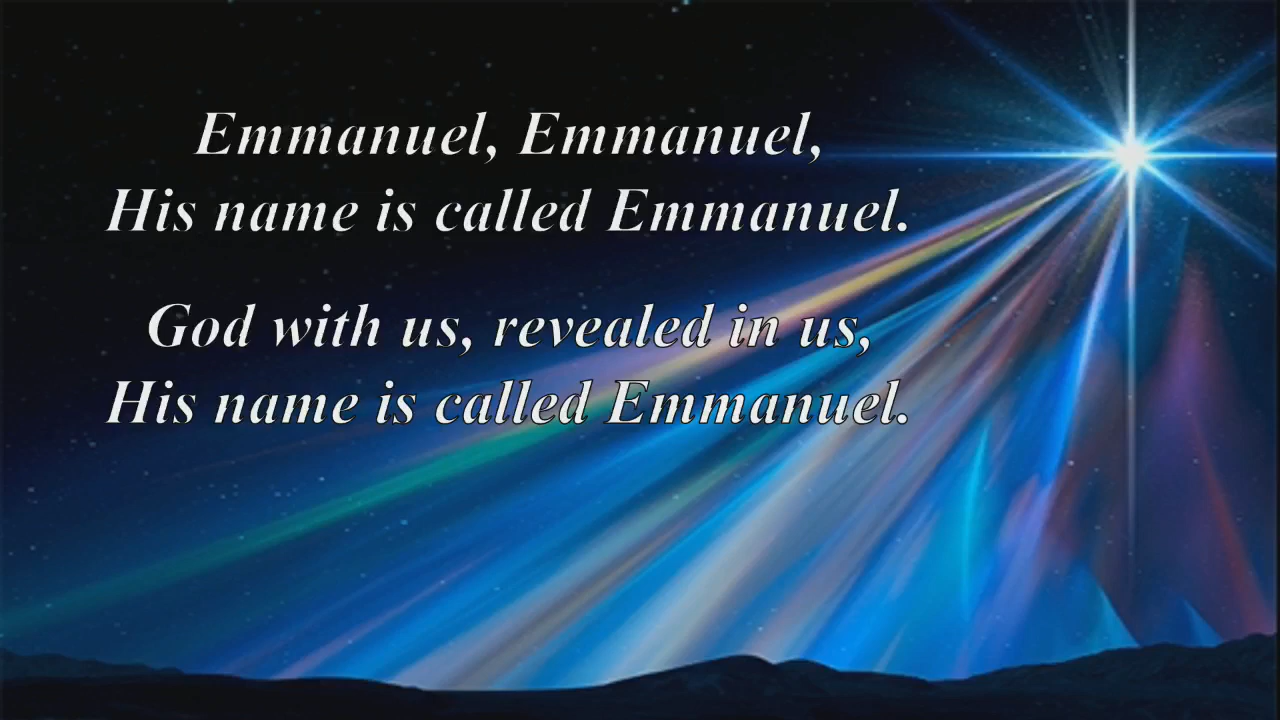 Emmanuel, Emmanuel,
His name is called Emmanuel.
God with us, revealed in us,
His name is called Emmanuel.